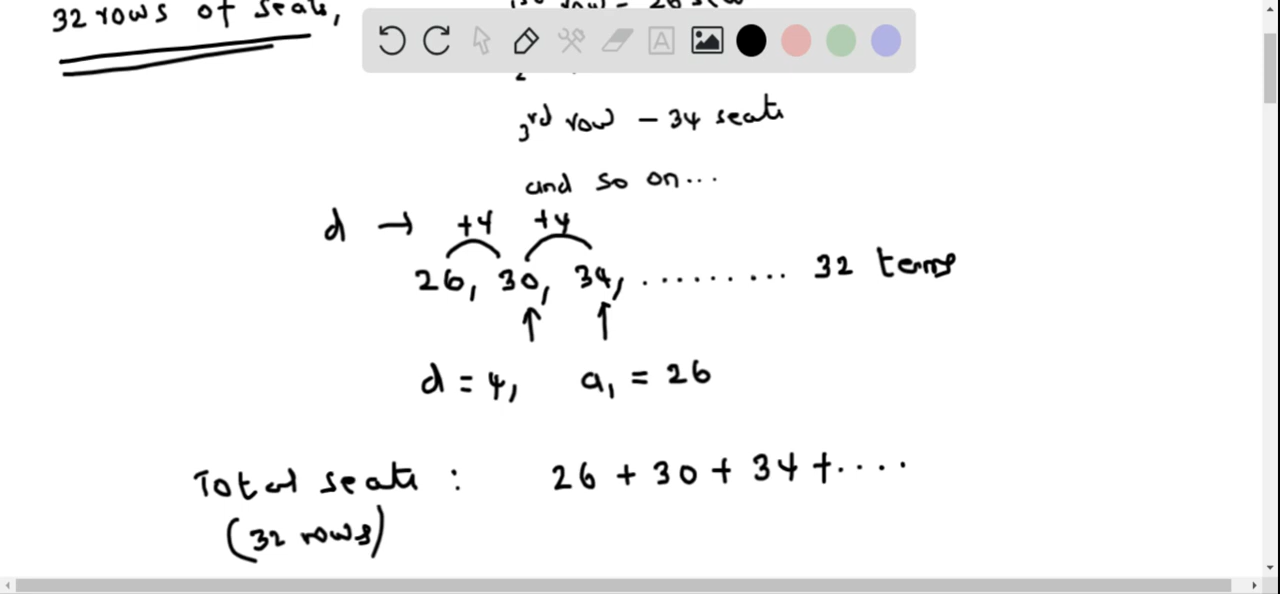 32 rows of seats,
3rd row - 34 seats
and so on...
d → +4 +4
26, 30, 34, ......... 32 terms
↑ ↑
d = 4, a1 = 26
Total seats : 26 + 30 + 34 + ....
(32 rows)